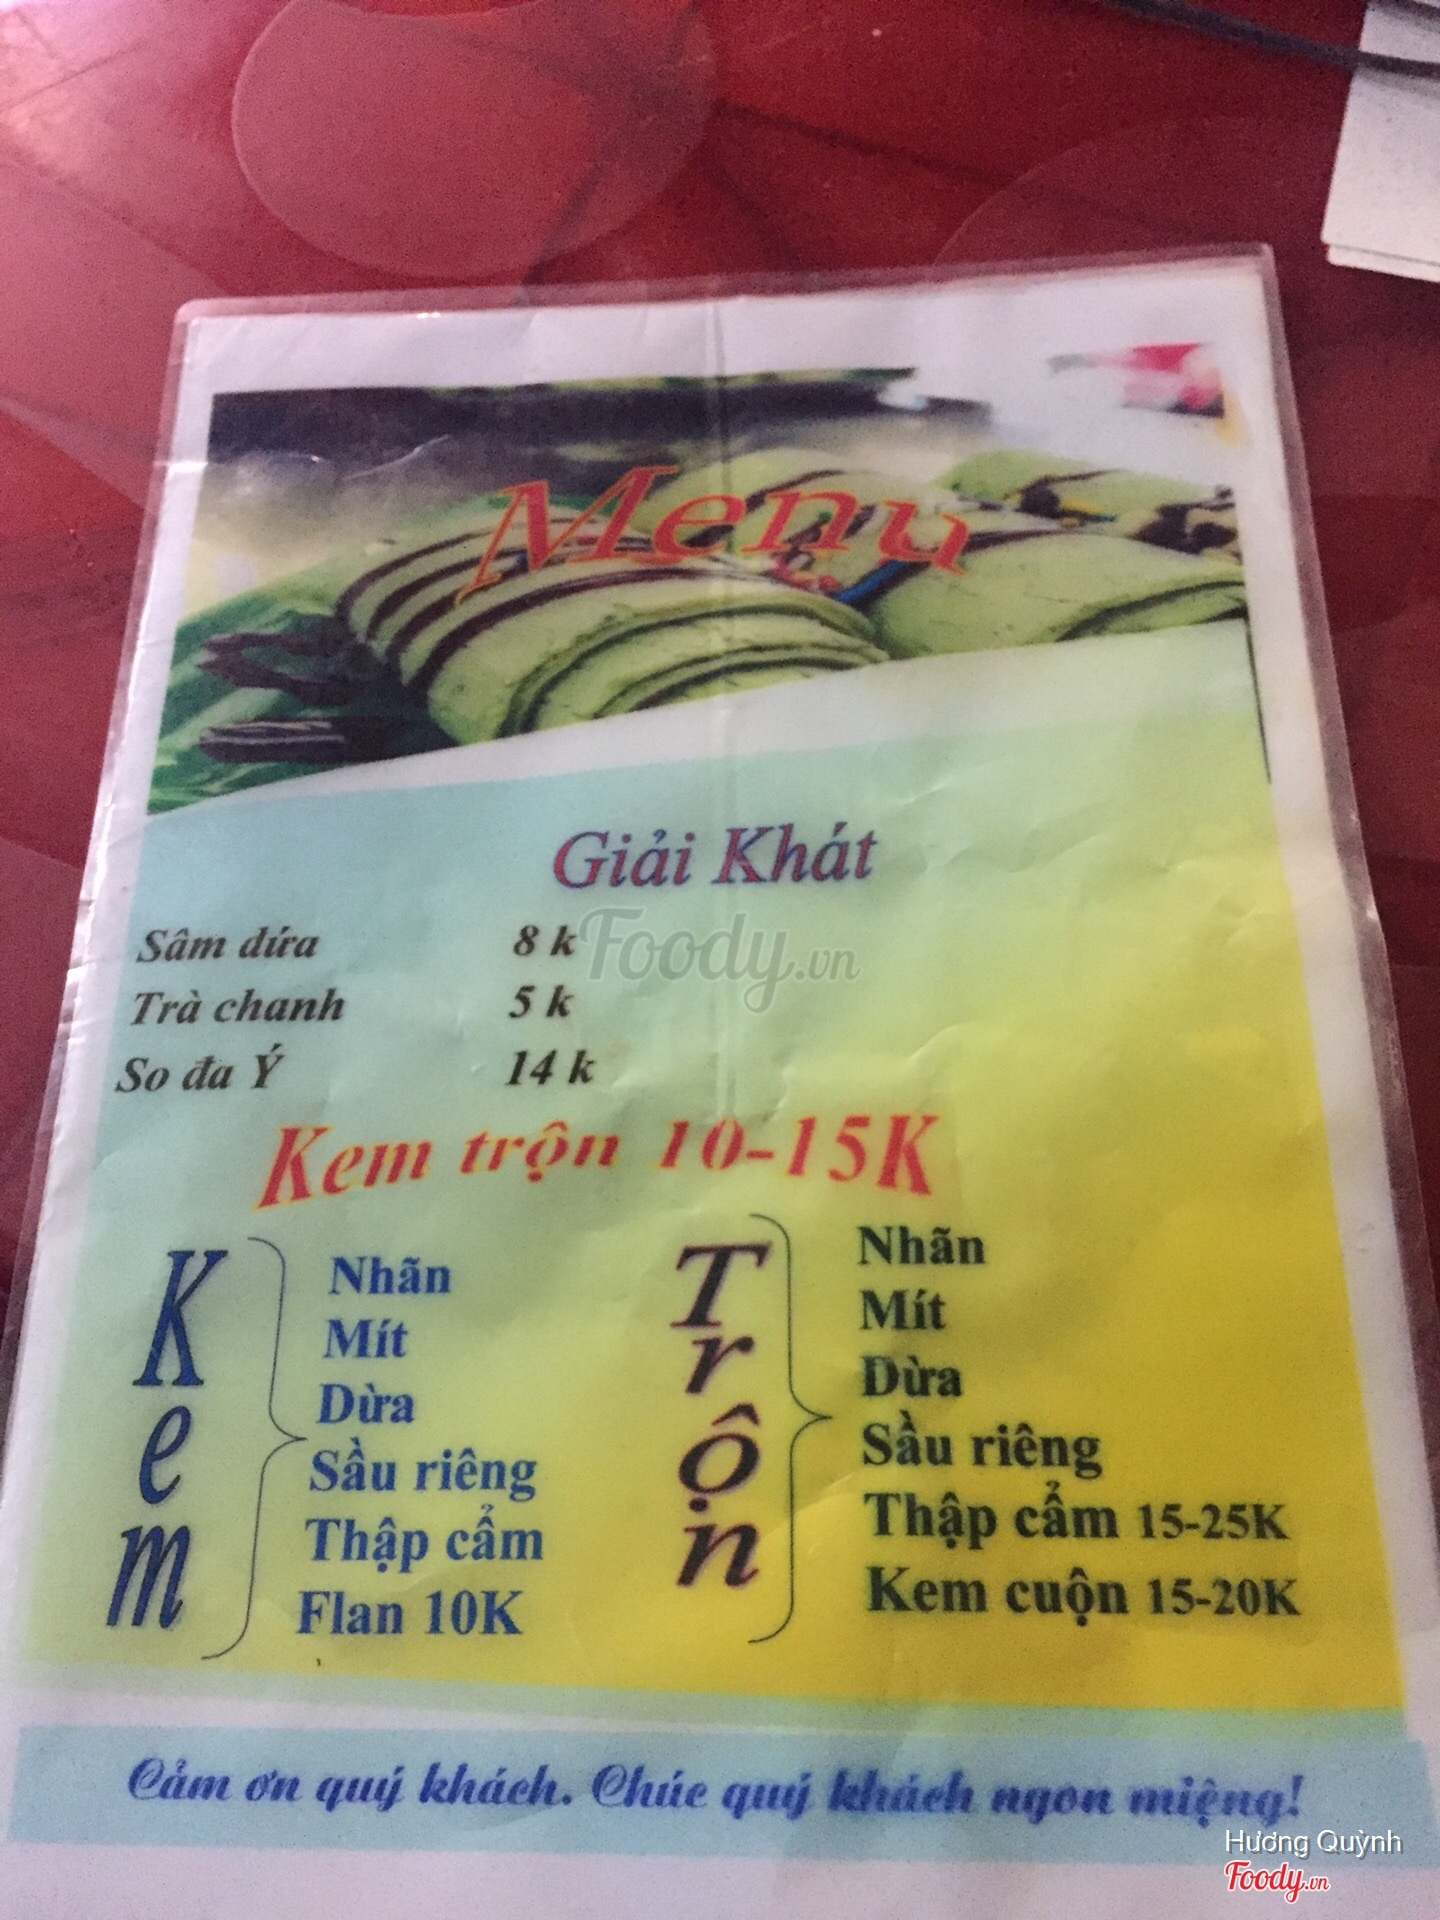 Menu
Giải Khát
Sâm dứa 8 k
Trà chanh 5 k
So đa Ý 14 k
Foody.vn
Kem trộn 10-15K
Kem
Nhãn
Mít
Dừa
Sầu riêng
Thập cẩm
Flan 10K
Trộn
Nhãn
Mít
Dừa
Sầu riêng
Thập cẩm 15-25K
Kem cuộn 15-20K
Cảm ơn quý khách. Chúc quý khách ngon miệng!
Hương Quỳnh
Foody.vn